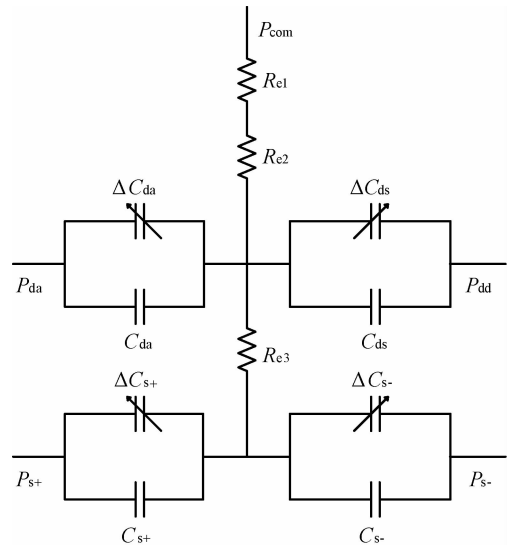 Pcom
Re1
Re2
ΔCda ΔCds
Pda Pdd
Cda Cds
Re3
ΔCs+ ΔCs-
Ps+ Ps-
Cs+ Cs-